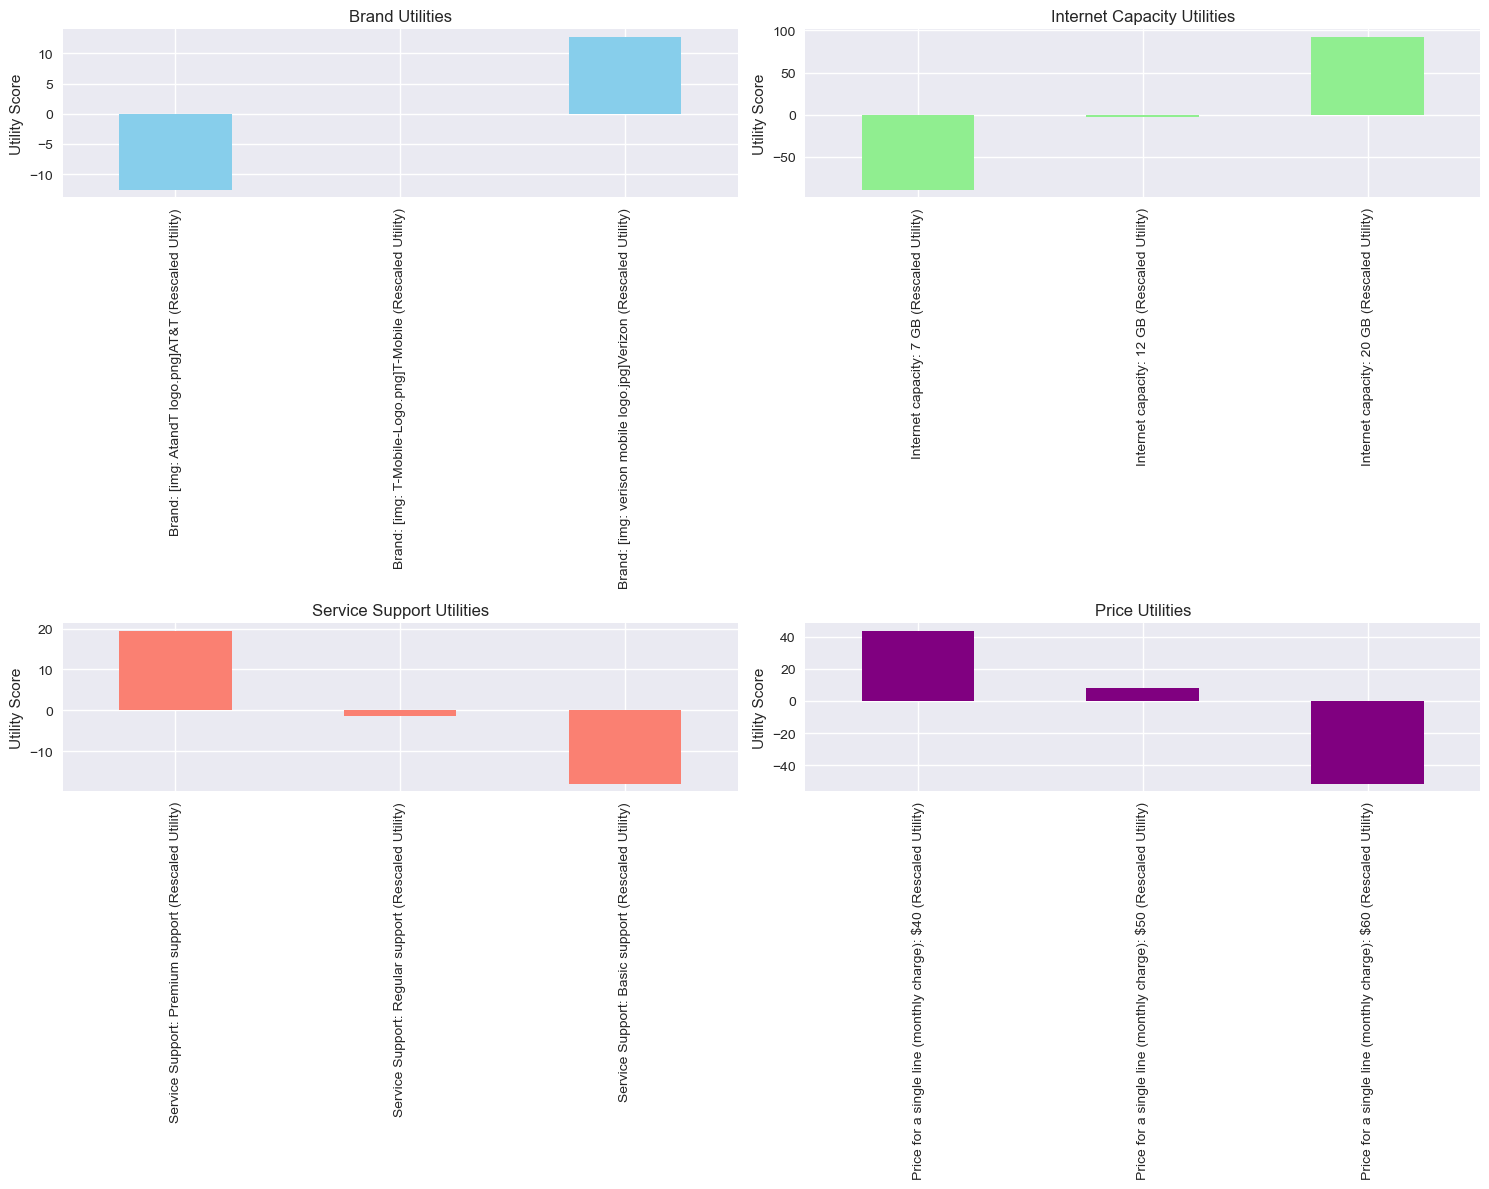 Brand Utilities
Utility Score
10
5
0
−5
−10
Brand: [img: AtandT logo.png]AT&T (Rescaled Utility)
Brand: [img: T-Mobile-Logo.png]T-Mobile (Rescaled Utility)
Brand: [img: verison mobile logo.jpg]Verizon (Rescaled Utility)
Internet Capacity Utilities
Utility Score
100
50
0
−50
Internet capacity: 7 GB (Rescaled Utility)
Internet capacity: 12 GB (Rescaled Utility)
Internet capacity: 20 GB (Rescaled Utility)
Service Support Utilities
Utility Score
20
10
0
−10
Service Support: Premium support (Rescaled Utility)
Service Support: Regular support (Rescaled Utility)
Service Support: Basic support (Rescaled Utility)
Price Utilities
Utility Score
40
20
0
−20
−40
Price for a single line (monthly charge): $40 (Rescaled Utility)
Price for a single line (monthly charge): $50 (Rescaled Utility)
Price for a single line (monthly charge): $60 (Rescaled Utility)